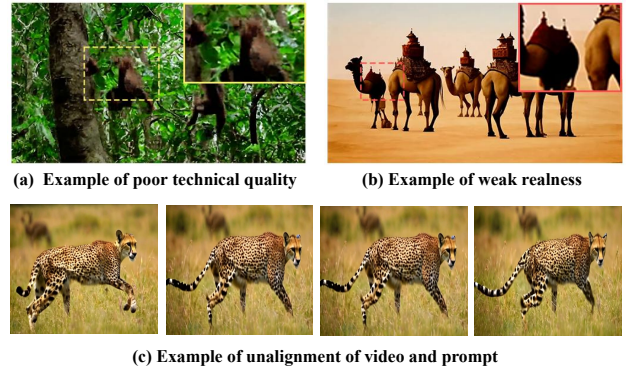 (a) Example of poor technical quality
(b) Example of weak realness
(c) Example of unalignment of video and prompt